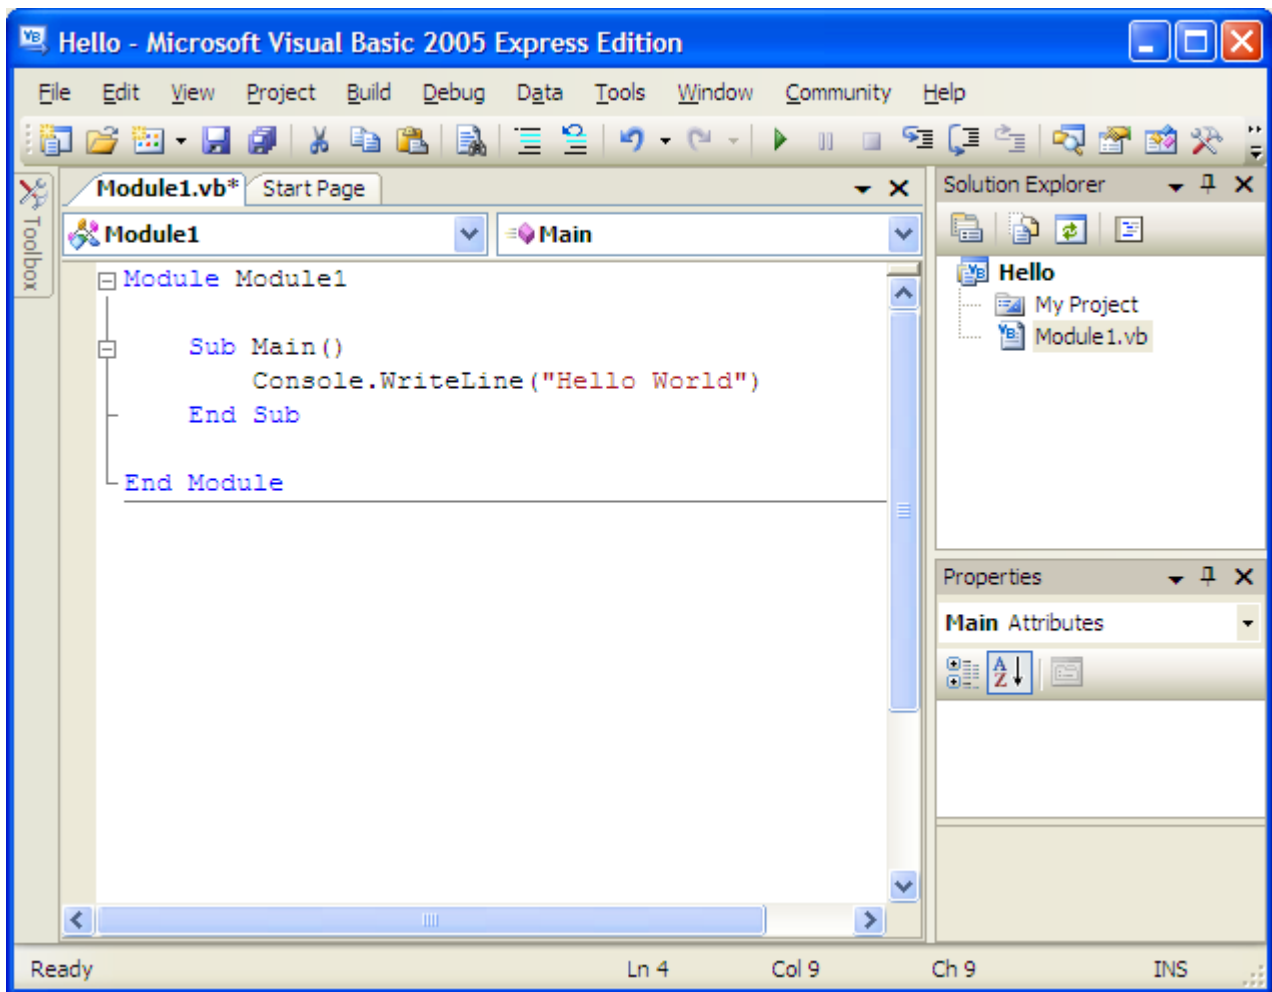 Hello - Microsoft Visual Basic 2005 Express Edition
File Edit View Project Build Debug Data Tools Window Community Help
Toolbox
Module1.vb* Start Page
Module1 Main
Module Module1
Sub Main()
Console.WriteLine("Hello World")
End Sub
End Module
Solution Explorer
Hello
My Project
Module1.vb
Properties
Main Attributes
Ready Ln 4 Col 9 Ch 9 INS